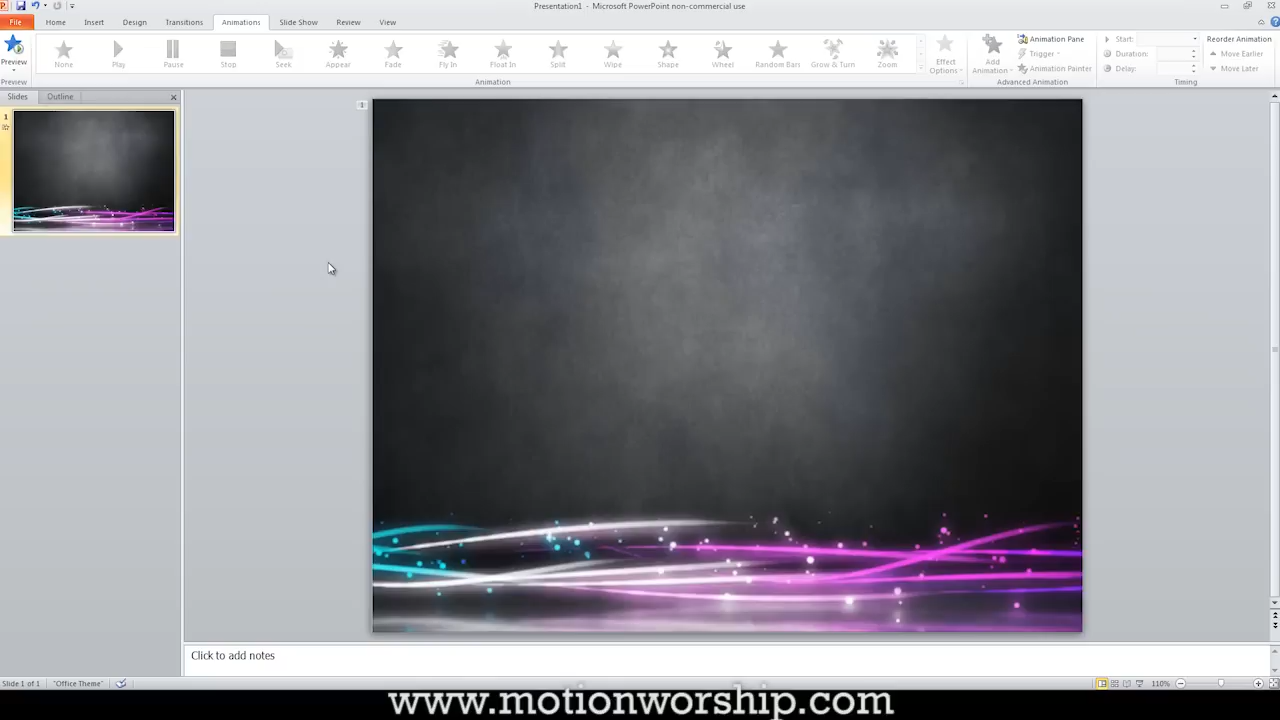 Presentation1 - Microsoft PowerPoint non-commercial use
File Home Insert Design Transitions Animations Slide Show Review View
Preview
None Play Pause Stop Seek Appear Fade Fly In Float In Split Wipe Shape Wheel Random Bars Grow & Turn Zoom
Effect Options
Add Animation
Animation Pane
Trigger
Animation Painter
Start:
Duration:
Delay:
Reorder Animation
Move Earlier
Move Later
Preview Animation Advanced Animation Timing
Slides Outline
1
1
Click to add notes
Slide 1 of 1 "Office Theme" 110%
www.motionworship.com